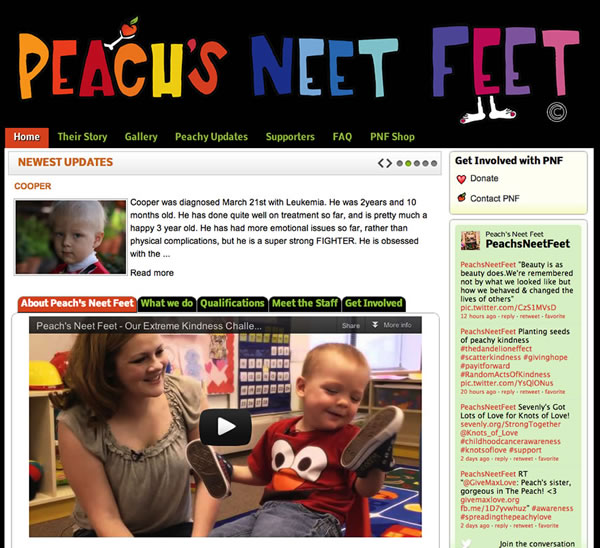 PEACH'S NEET FEET
©
Home Their Story Gallery Peachy Updates Supporters FAQ PNF Shop
NEWEST UPDATES
COOPER
Cooper was diagnosed March 21st with Leukemia. He was 2years and 10
months old. He has done quite well on treatment so far, and is pretty much a
happy 3 year old. He has had more emotional issues so far, rather than
physical complications, but he is a super strong FIGHTER. He is obsessed
with the ...
Read more
About Peach's Neet Feet What we do Qualifications Meet the Staff Get Involved
Peach's Neet Feet - Our Extreme Kindness Challe...
Share More info
Get Involved with PNF
Donate
Contact PNF
Peach's Neet Feet
PeachsNeetFeet
PeachsNeetFeet "Beauty is as
beauty does.We're remembered
not by what we looked like but
how we behaved & changed the
lives of others"
pic.twitter.com/CzS1MVsD
12 hours ago · reply · retweet · favorite
PeachsNeetFeet Planting seeds
of peachy kindness
#thedandelioneffect
#scatterkindness #givinghope
#payitforward
#RandomActsOfKindness
pic.twitter.com/YsQlONus
20 hours ago · reply · retweet · favorite
PeachsNeetFeet Sevenly's Got
Lots of Love for Knots of Love!
sevenly.org/StrongTogether
@Knots_of_Love
#childhoodcancerawareness
#knotsoflove #support
2 days ago · reply · retweet · favorite
PeachsNeetFeet RT
"@GiveMaxLove: Peach's sister,
gorgeous in The Peach! <3
givemaxlove.org
fb.me/1D7yvwhuz" #awareness
#spreadingthepeachylove
2 days ago · reply · retweet · favorite
Join the conversation